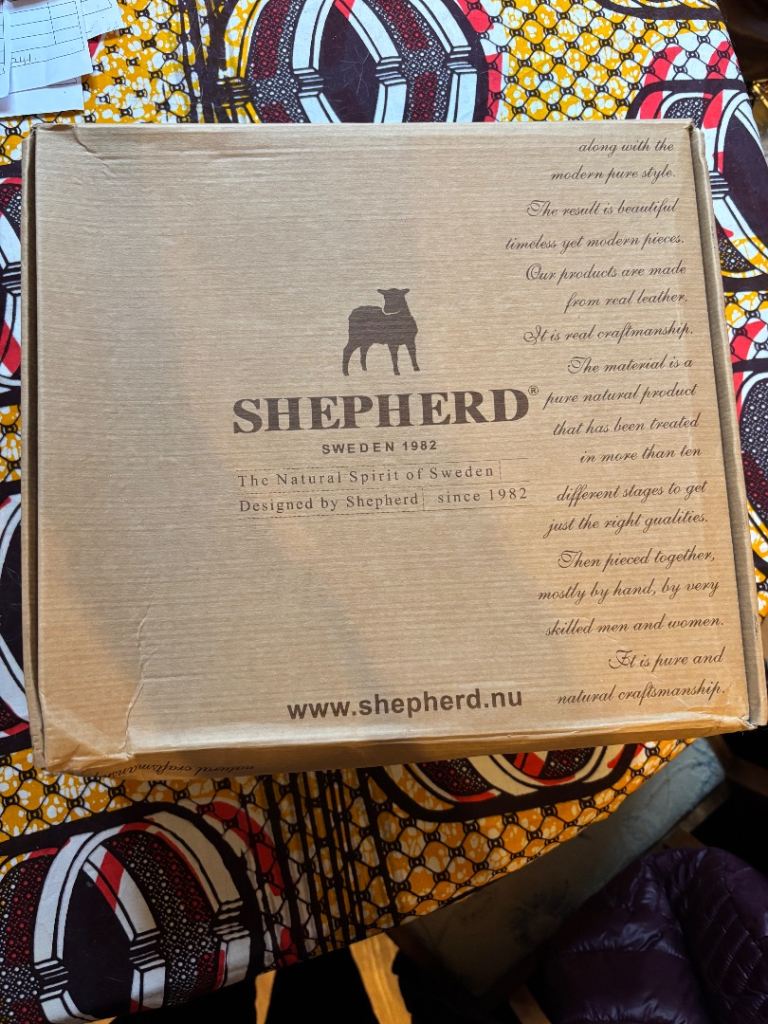 along with the
modern pure style.
The result is beautiful
timeless yet modern pieces.
Our products are made
from real leather.
It is real craftmanship.
The material is a
pure natural product
that has been treated
in more than ten
different stages to get
just the right qualities.
Then pieced together,
mostly by hand, by very
skilled men and women.
It is pure and
natural craftsmanship.
SHEPHERD®
SWEDEN 1982
The Natural Spirit of Sweden
Designed by Shepherd since 1982
www.shepherd.nu
natural craftsmanship